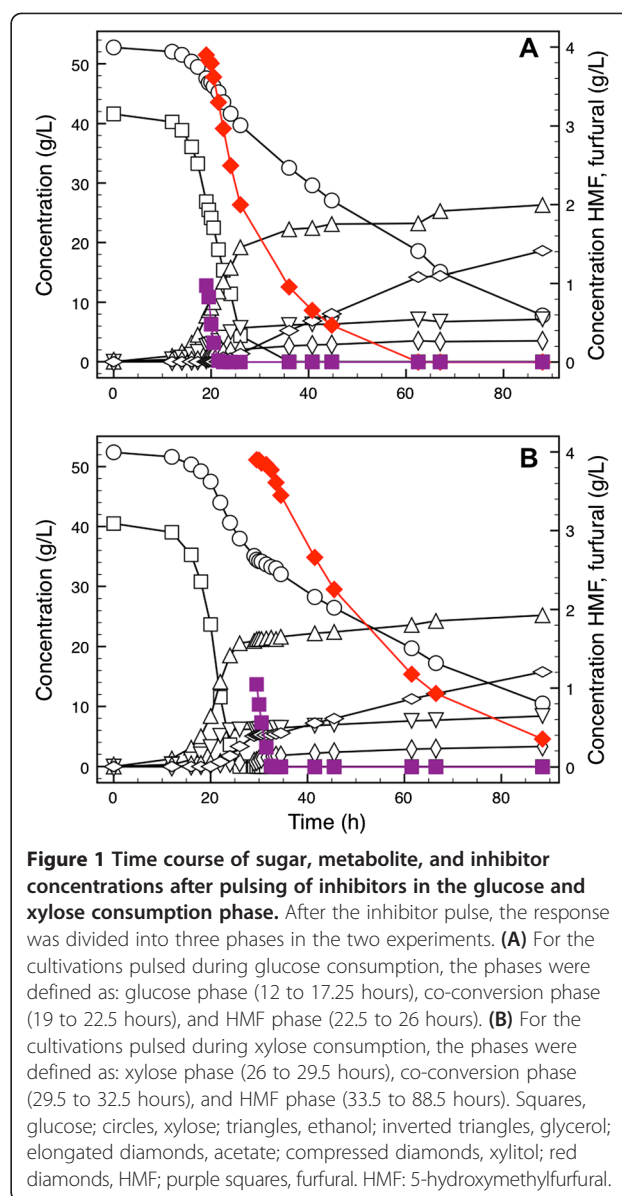 A
50
40
30
20
10
0
4
3
2
1
0
0
20
40
60
80
Concentration (g/L)
Concentration HMF, furfural (g/L)
B
50
40
30
20
10
0
4
3
2
1
0
0
20
40
60
80
Concentration (g/L)
Concentration HMF, furfural (g/L)
Time (h)
Figure 1 Time course of sugar, metabolite, and inhibitor
concentrations after pulsing of inhibitors in the glucose and
xylose consumption phase. After the inhibitor pulse, the response
was divided into three phases in the two experiments. (A) For the
cultivations pulsed during glucose consumption, the phases were
defined as: glucose phase (12 to 17.25 hours), co-conversion phase
(19 to 22.5 hours), and HMF phase (22.5 to 26 hours). (B) For the
cultivations pulsed during xylose consumption, the phases were
defined as: xylose phase (26 to 29.5 hours), co-conversion phase
(29.5 to 32.5 hours), and HMF phase (33.5 to 88.5 hours). Squares,
glucose; circles, xylose; triangles, ethanol; inverted triangles, glycerol;
elongated diamonds, acetate; compressed diamonds, xylitol; red
diamonds, HMF; purple squares, furfural. HMF: 5-hydroxymethylfurfural.